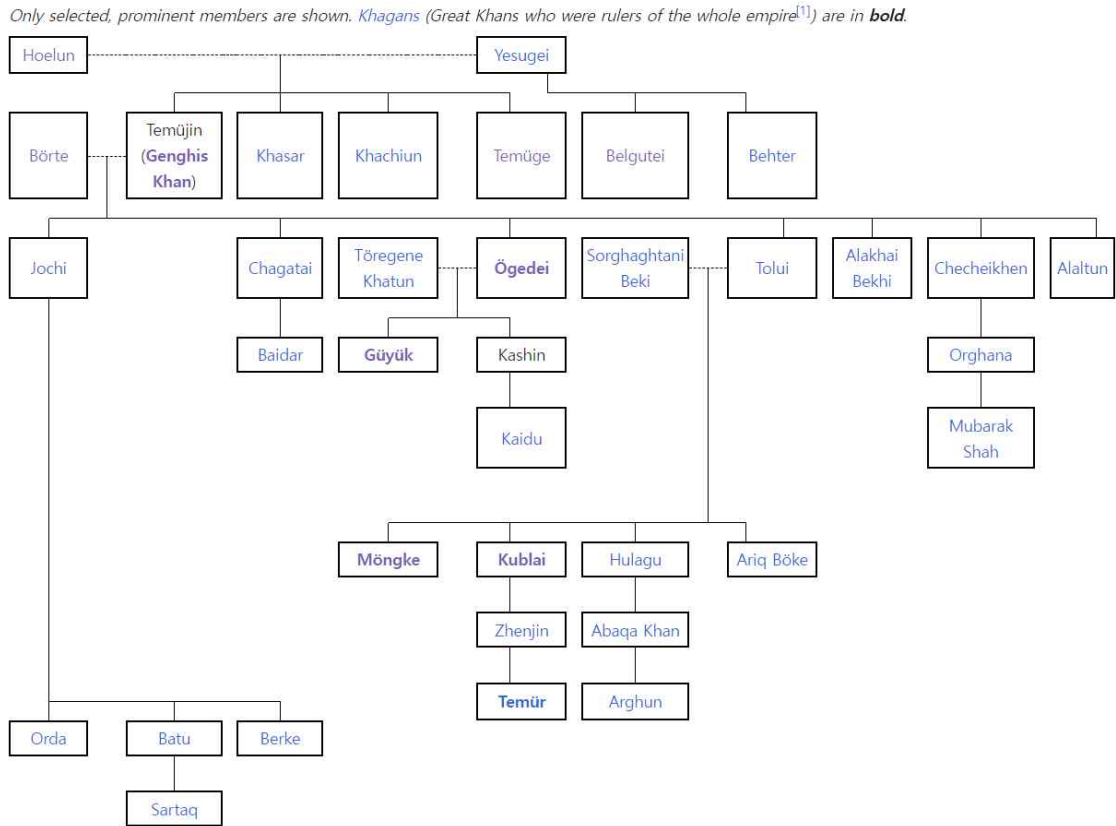 Only selected, prominent members are shown. Khagans (Great Khans who were rulers of the whole empire[1]) are in bold.
Hoelun
Yesugei
Börte
Temüjin
(Genghis
Khan)
Khasar
Khachiun
Temüge
Belgutei
Behter
Jochi
Chagatai
Töregene
Khatun
Ögedei
Sorghaghtani
Beki
Tolui
Alakhai
Bekhi
Checheikhen
Alaltun
Baidar
Güyük
Kashin
Orghana
Kaidu
Mubarak
Shah
Möngke
Kublai
Hulagu
Ariq Böke
Zhenjin
Abaqa Khan
Temür
Arghun
Orda
Batu
Berke
Sartaq